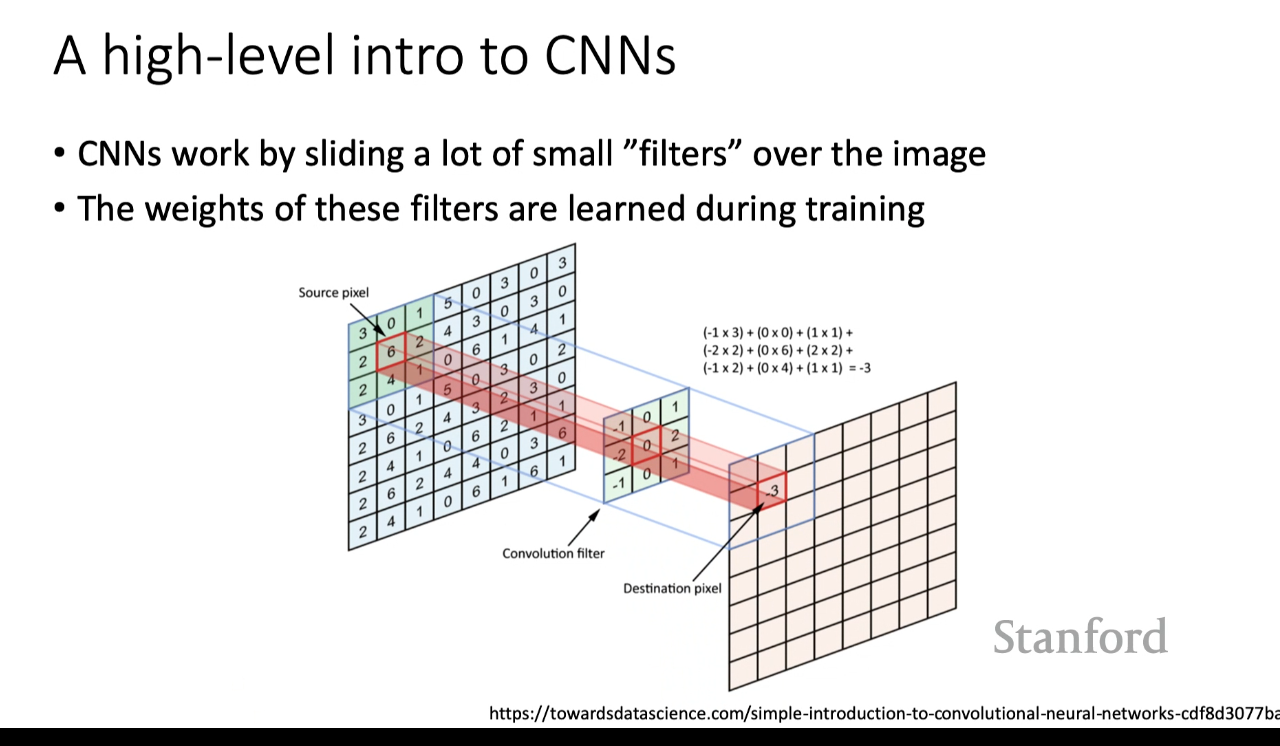 A high-level intro to CNNs
• CNNs work by sliding a lot of small ”filters” over the image
• The weights of these filters are learned during training
Source pixel
3 0 1 5 0 3 0 3
2 6 2 4 3 0 3 0
2 4 1 0 6 1 4 1
3 0 1 5 0 3 0 2
2 6 2 4 3 2 3 0
2 4 1 0 6 2 1 1
2 6 2 4 4 0 3 6
2 4 1 0 6 1 6 1
-1 0 1
-2 0 2
-1 0 1
Convolution filter
(-1 x 3) + (0 x 0) + (1 x 1) +
(-2 x 2) + (0 x 6) + (2 x 2) +
(-1 x 2) + (0 x 4) + (1 x 1) = -3
-3
Destination pixel
Stanford
https://towardsdatascience.com/simple-introduction-to-convolutional-neural-networks-cdf8d3077ba